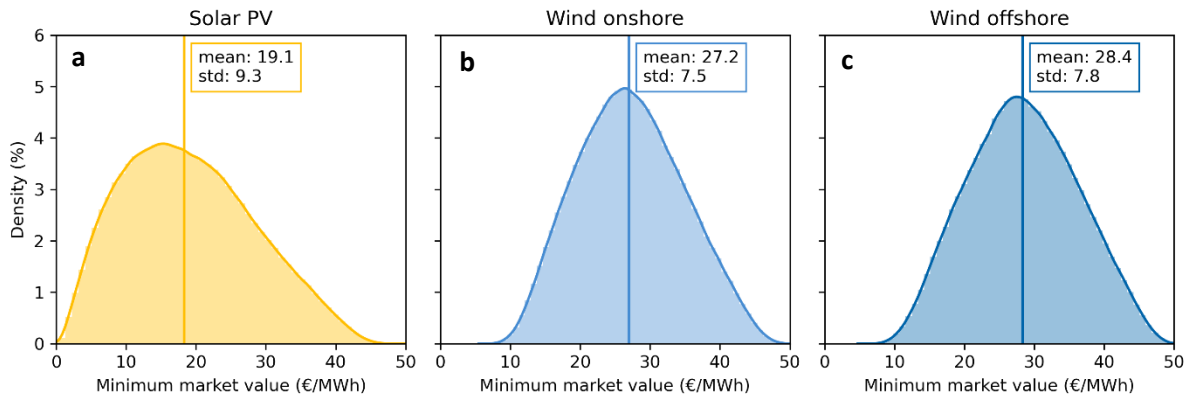 Solar PV
a
mean: 19.1
std: 9.3
Density (%)
6
5
4
3
2
1
0
0 10 20 30 40 50
Minimum market value (€/MWh)
Wind onshore
b
mean: 27.2
std: 7.5
0 10 20 30 40 50
Minimum market value (€/MWh)
Wind offshore
c
mean: 28.4
std: 7.8
0 10 20 30 40 50
Minimum market value (€/MWh)